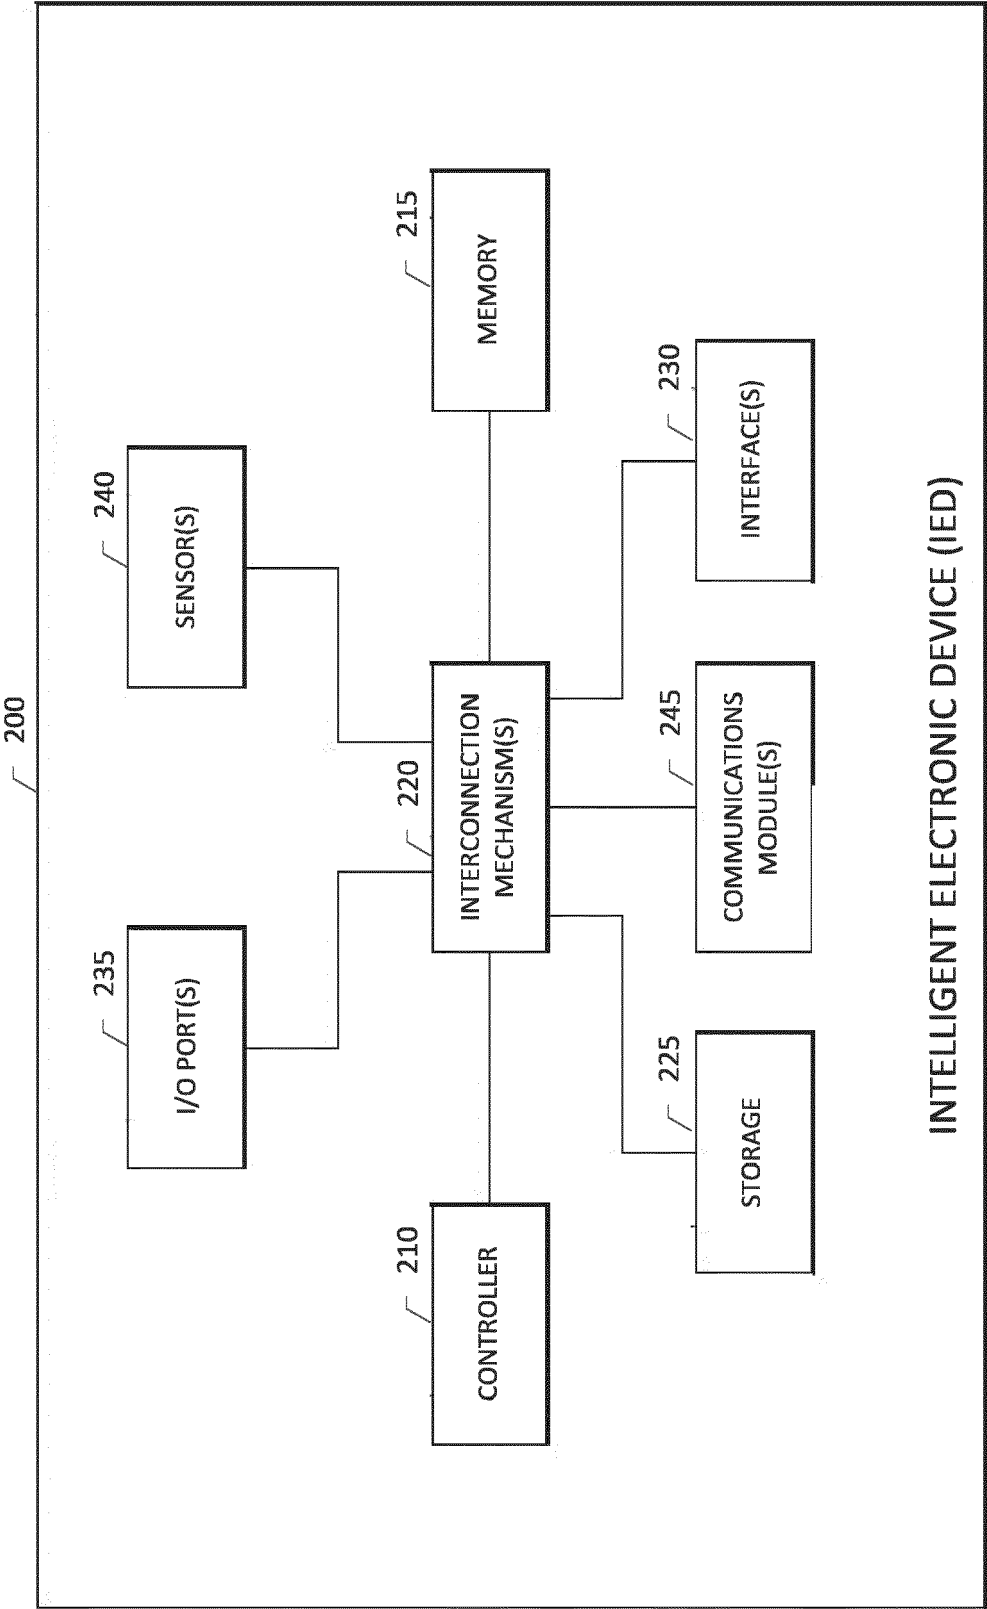 200
235
I/O PORT(S)
240
SENSOR(S)
210
CONTROLLER
220
INTERCONNECTION
MECHANISM(S)
215
MEMORY
225
STORAGE
245
COMMUNICATIONS
MODULE(S)
230
INTERFACE(S)
INTELLIGENT ELECTRONIC DEVICE (IED)